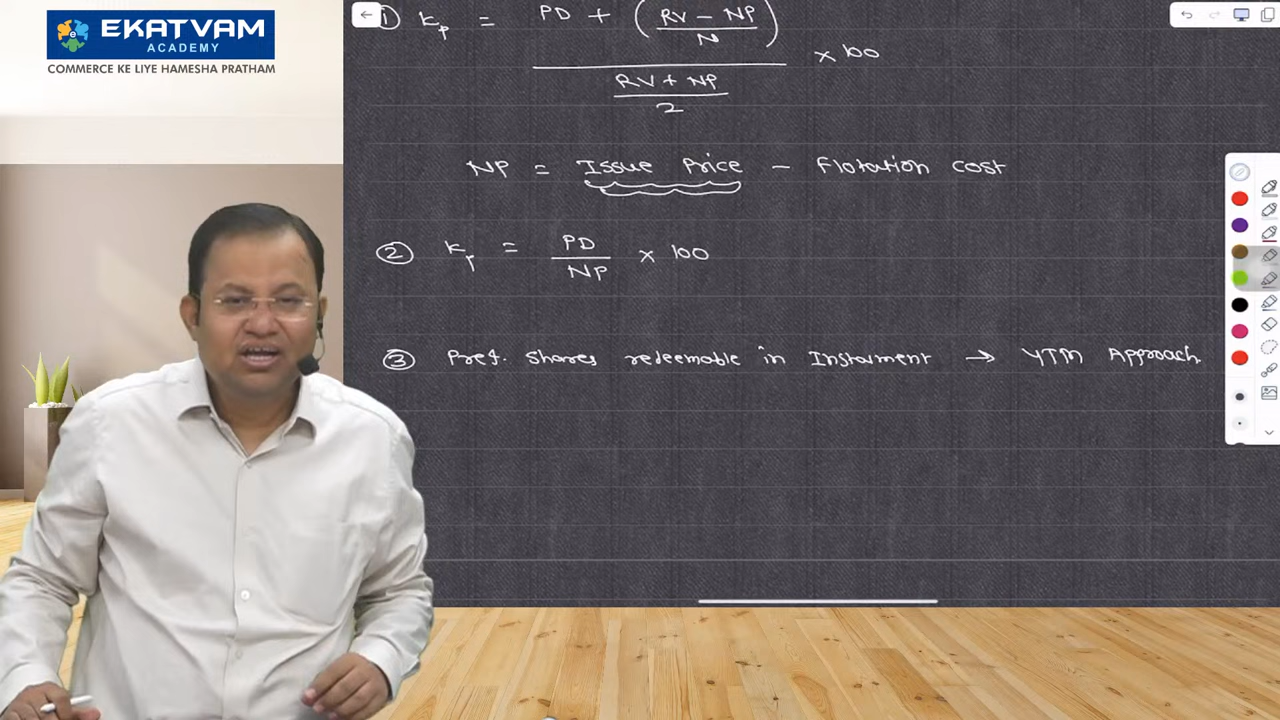 EKATVAM
ACADEMY
COMMERCE KE LIYE HAMESHA PRATHAM
① Kp = PD + (RV - NP / N) / (RV + NP / 2) × 100
NP = Issue Price - Flotation cost
② Kp = PD / NP × 100
③ Pref. Shares redeemable in Instalment → YTM Approach